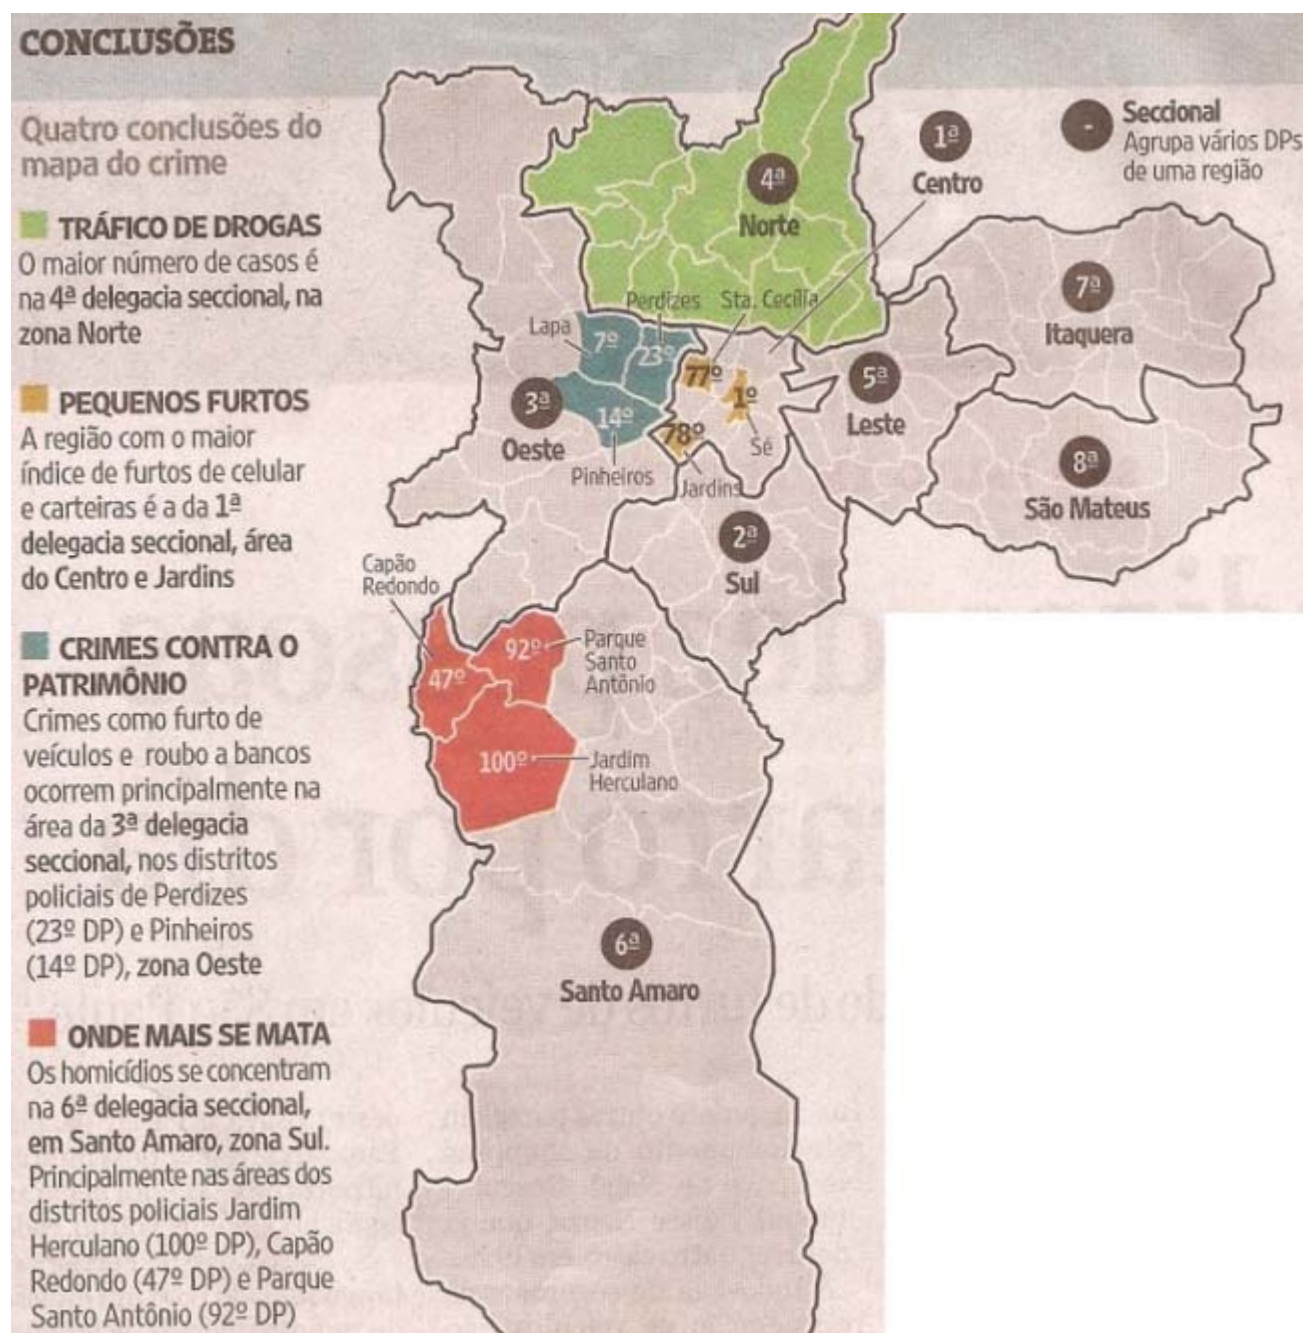 CONCLUSÕES
Quatro conclusões do
mapa do crime
TRÁFICO DE DROGAS
O maior número de casos é
na 4ª delegacia seccional, na
zona Norte
PEQUENOS FURTOS
A região com o maior
índice de furtos de celular
e carteiras é a da 1ª
delegacia seccional, área
do Centro e Jardins
CRIMES CONTRA O
PATRIMÔNIO
Crimes como furto de
veículos e roubo a bancos
ocorrem principalmente na
área da 3ª delegacia
seccional, nos distritos
policiais de Perdizes
(23º DP) e Pinheiros
(14º DP), zona Oeste
ONDE MAIS SE MATA
Os homicídios se concentram
na 6ª delegacia seccional,
em Santo Amaro, zona Sul.
Principalmente nas áreas dos
distritos policiais Jardim
Herculano (100º DP), Capão
Redondo (47º DP) e Parque
Santo Antônio (92º DP)
-
Seccional
Agrupa vários DPs
de uma região
1ª
Centro
4ª
Norte
7ª
Itaquera
Perdizes
Sta. Cecília
Lapa
7º
23º
77º
1º
3ª
Oeste
14º
78º
Sé
Pinheiros
Jardins
5ª
Leste
8ª
São Mateus
2ª
Sul
Capão
Redondo
92º
Parque
Santo
Antônio
47º
100º
Jardim
Herculano
6ª
Santo Amaro